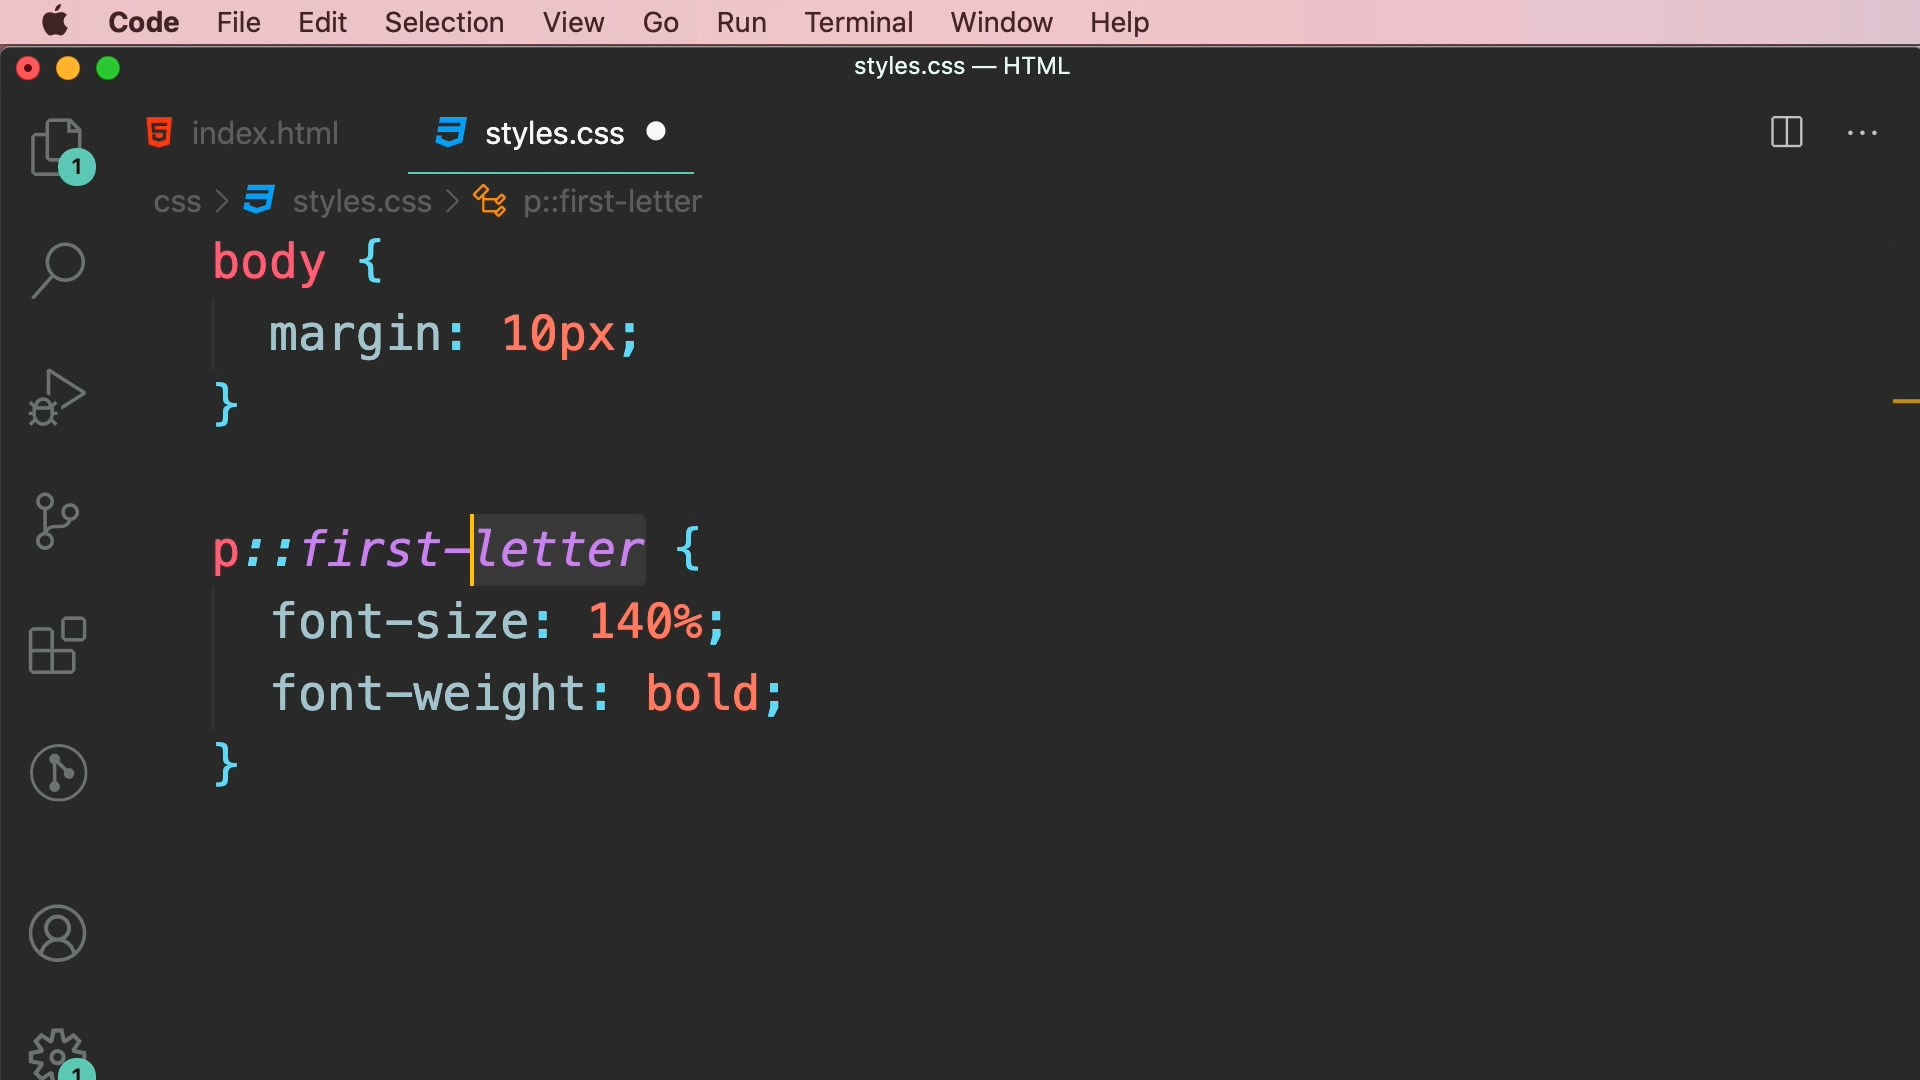 Code File Edit Selection View Go Run Terminal Window Help
styles.css — HTML
index.html styles.css
css > styles.css > p::first-letter
1
body {
margin: 10px;
}
p::first-letter {
font-size: 140%;
font-weight: bold;
}
1